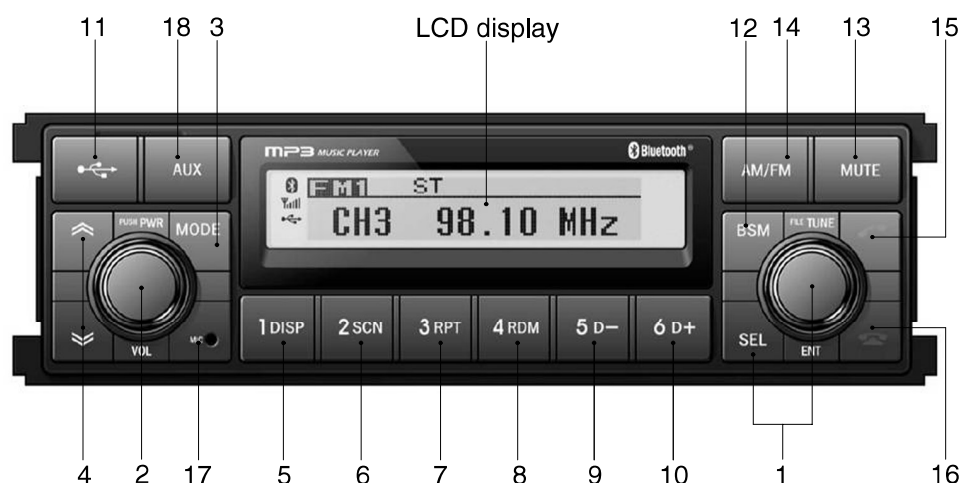 11 18 3 LCD display 12 14 13 15
MP3 MUSIC PLAYER Bluetooth®
AUX AM/FM MUTE
FM1 ST
PUSH PWR MODE BSM FILE TUNE
CH3 98.10 MHz
1 DISP 2 SCN 3 RPT 4 RDM 5 D− 6 D+
MIC SEL
VOL ENT
4 2 17 5 6 7 8 9 10 1 16